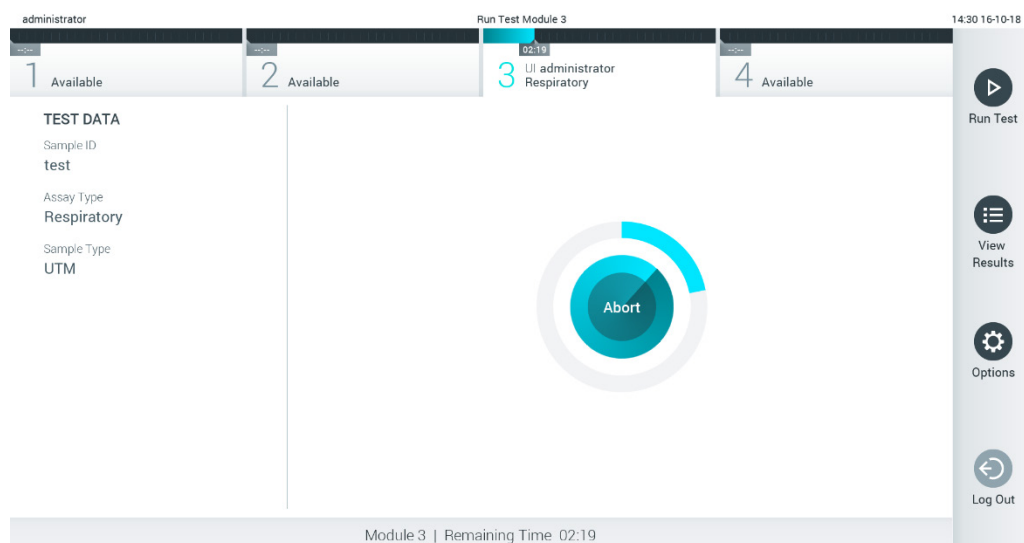 administrator
Run Test Module 3
14:30 16-10-18
--:--
1 Available
--:--
2 Available
02:19
3 UI administrator
Respiratory
--:--
4 Available
TEST DATA
Sample ID
test
Assay Type
Respiratory
Sample Type
UTM
Abort
Run Test
View
Results
Options
Log Out
Module 3 | Remaining Time 02:19